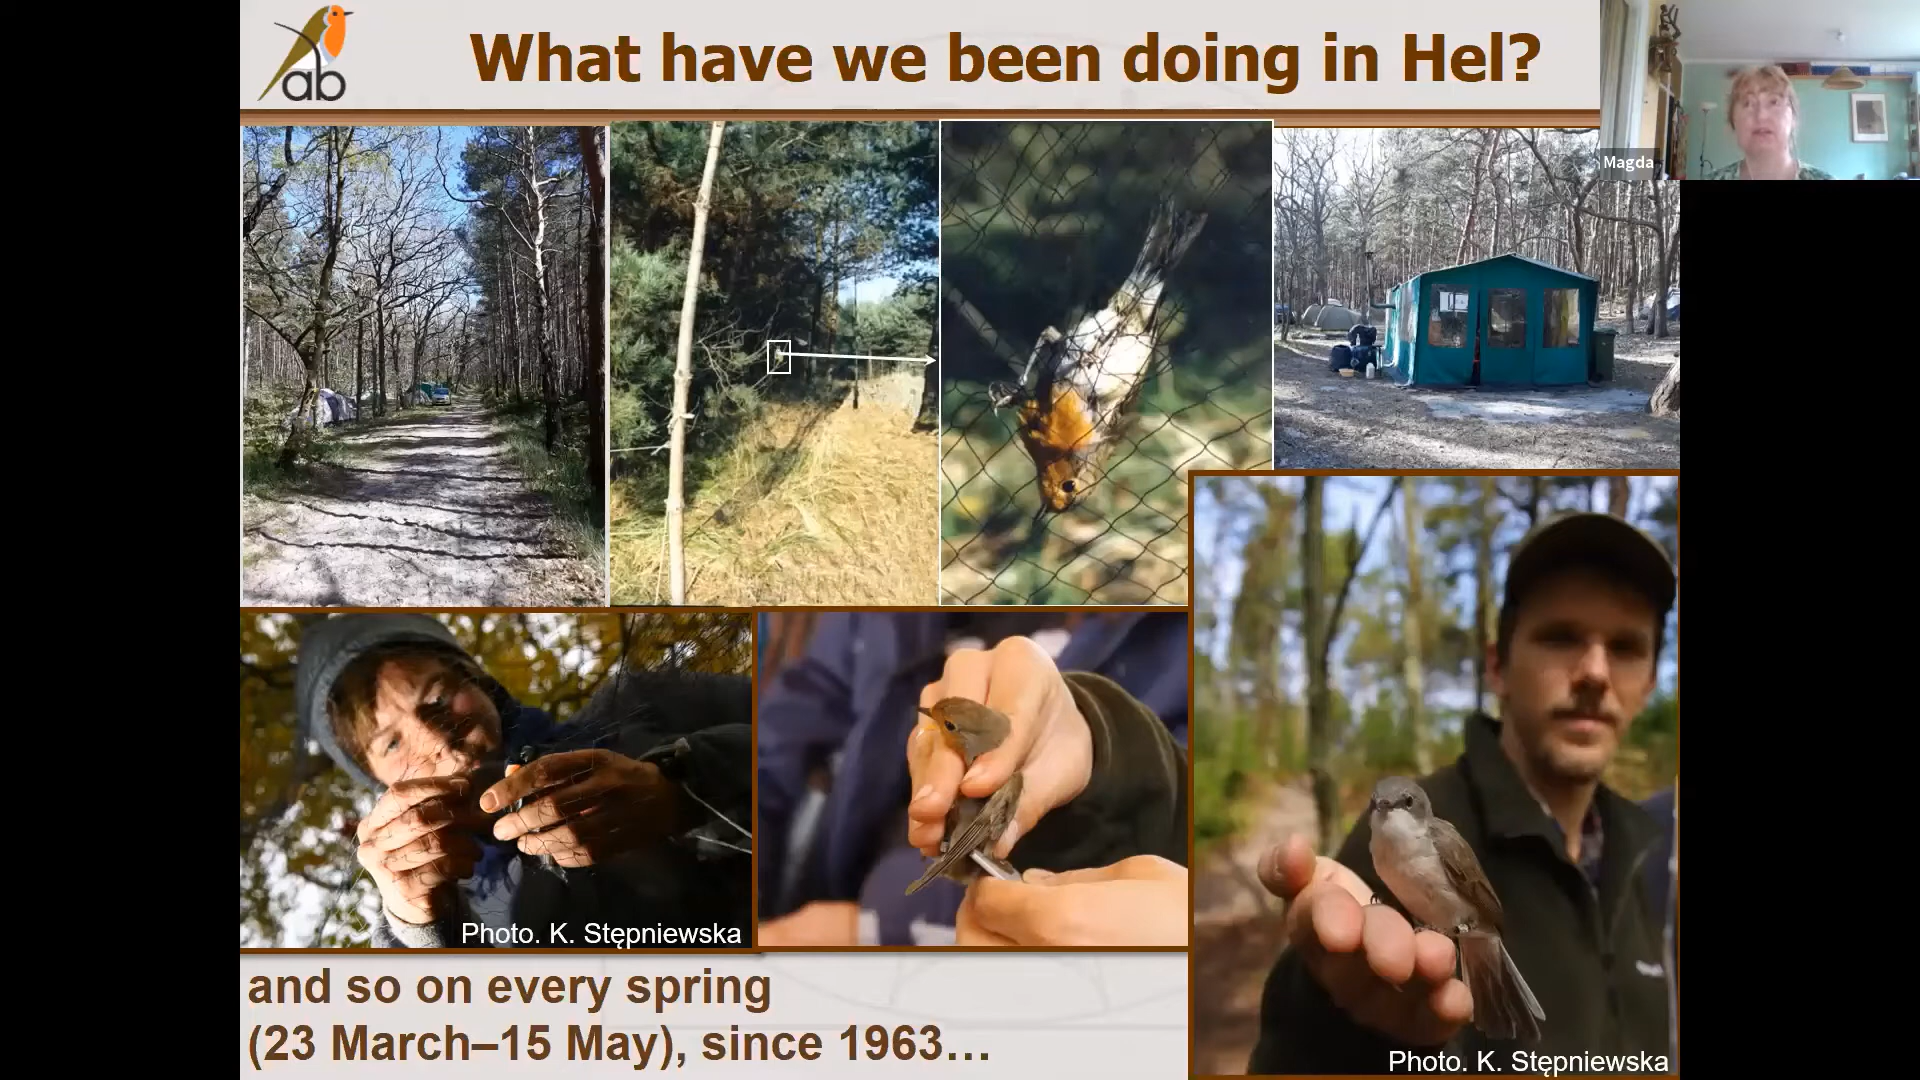 ab
What have we been doing in Hel?
Magda
Photo. K. Stępniewska
and so on every spring
(23 March–15 May), since 1963…
Photo. K. Stępniewska